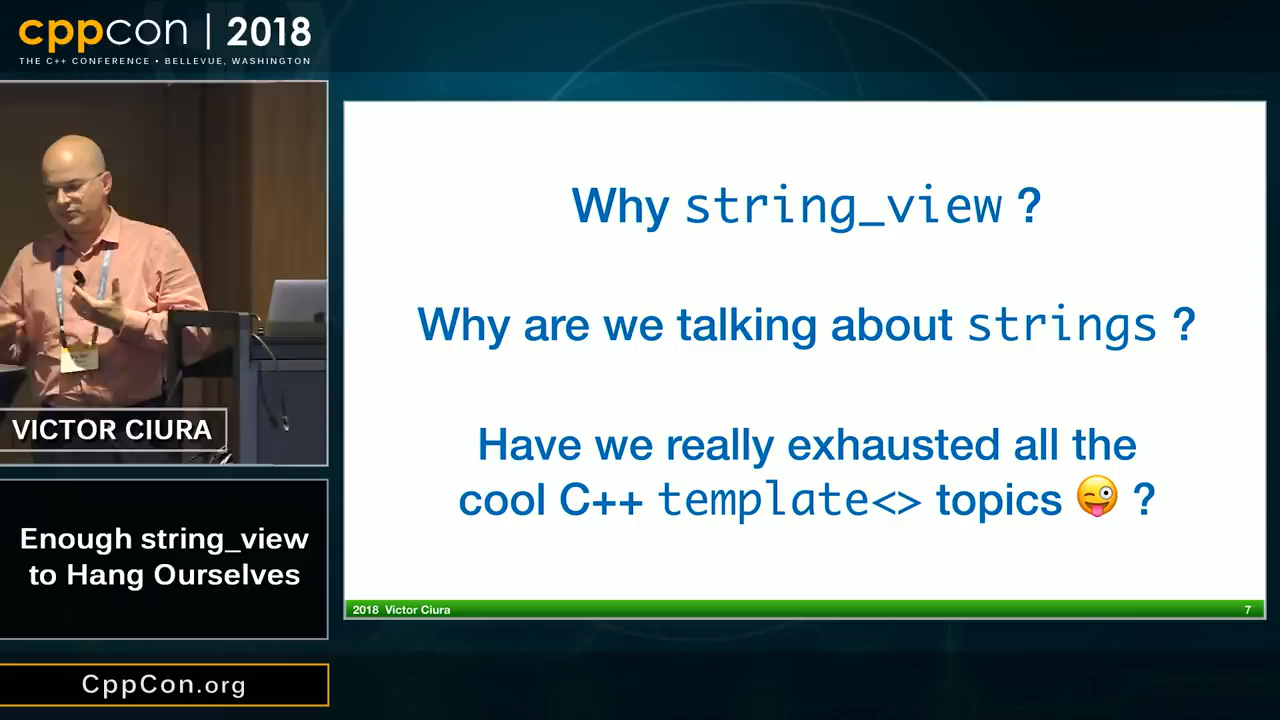 cppcon | 2018
THE C++ CONFERENCE • BELLEVUE, WASHINGTON
VICTOR CIURA
Enough string_view
to Hang Ourselves
CppCon.org
Why string_view ?
Why are we talking about strings ?
Have we really exhausted all the
cool C++ template<> topics 😜 ?
2018 Victor Ciura
7